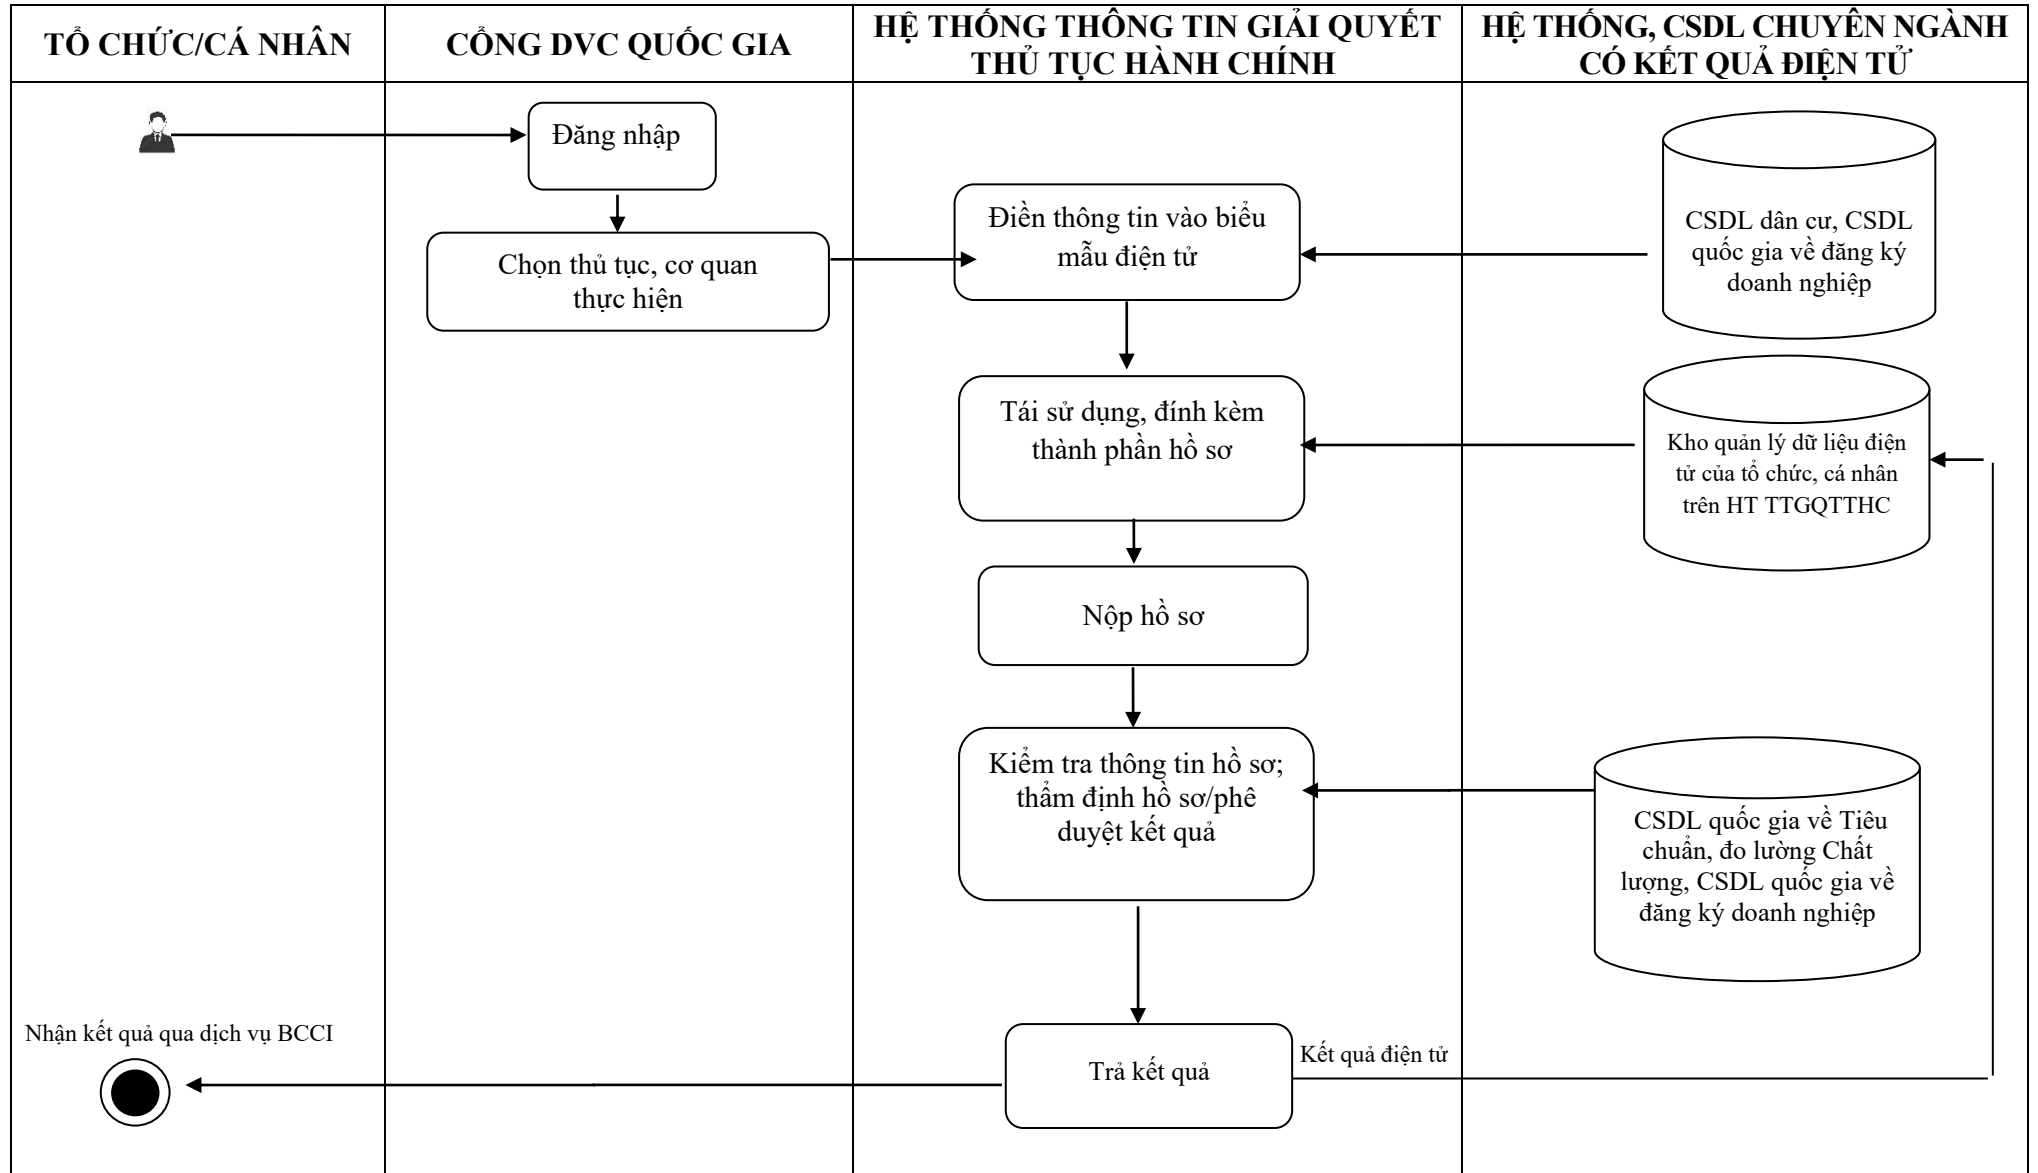 TỔ CHỨC/CÁ NHÂN
CỔNG DVC QUỐC GIA
HỆ THỐNG THÔNG TIN GIẢI QUYẾT
THỦ TỤC HÀNH CHÍNH
HỆ THỐNG, CSDL CHUYÊN NGÀNH
CÓ KẾT QUẢ ĐIỆN TỬ
Đăng nhập
Chọn thủ tục, cơ quan
thực hiện
Điền thông tin vào biểu
mẫu điện tử
CSDL dân cư, CSDL
quốc gia về đăng ký
doanh nghiệp
Tái sử dụng, đính kèm
thành phần hồ sơ
Kho quản lý dữ liệu điện
tử của tổ chức, cá nhân
trên HT TTGQTTHC
Nộp hồ sơ
Kiểm tra thông tin hồ sơ;
thẩm định hồ sơ/phê
duyệt kết quả
CSDL quốc gia về Tiêu
chuẩn, đo lường Chất
lượng, CSDL quốc gia về
đăng ký doanh nghiệp
Nhận kết quả qua dịch vụ BCCI
Trả kết quả
Kết quả điện tử